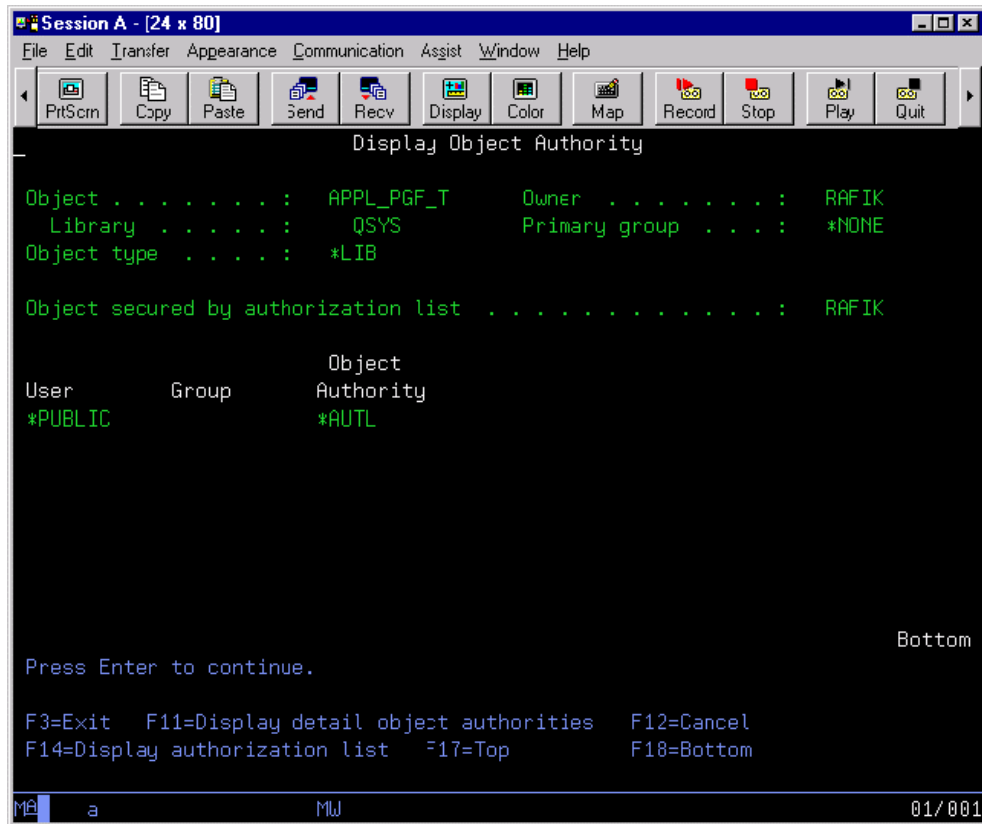 Session A - [24 x 80]
File Edit Transfer Appearance Communication Assist Window Help
PrtScrn Copy Paste Send Recv Display Color Map Record Stop Play Quit
Display Object Authority
Object . . . . . . . : APPL_PGF_T Owner . . . . . . . : RAFIK
Library . . . . . : QSYS Primary group . . . : *NONE
Object type . . . . : *LIB
Object secured by authorization list . . . . . . . . . . . . : RAFIK
Object
User Group Authority
*PUBLIC *AUTL
Bottom
Press Enter to continue.
F3=Exit F11=Display detail object authorities F12=Cancel
F14=Display authorization list F17=Top F18=Bottom
MA a MW 01/001